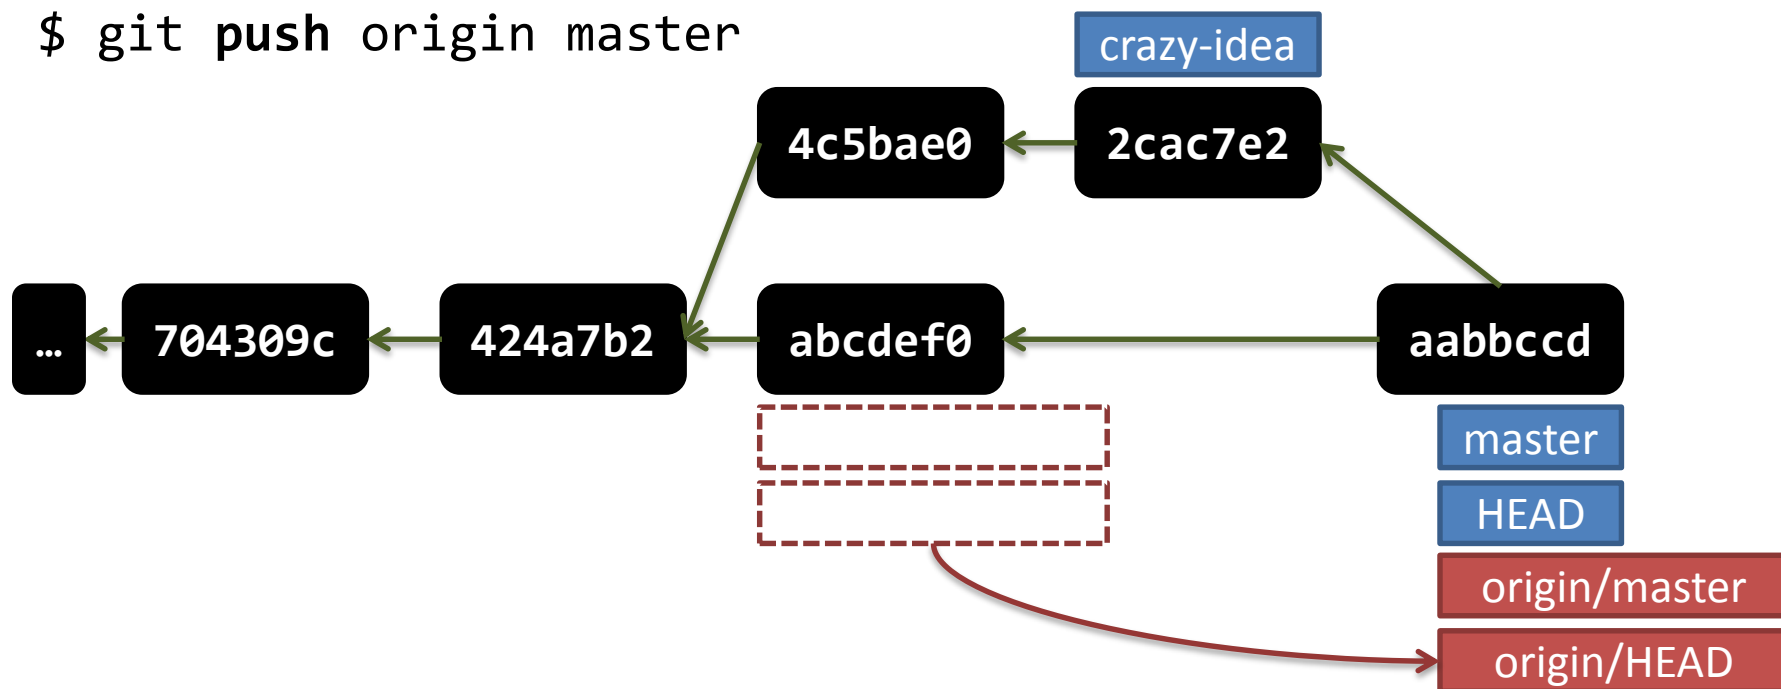 $ git push origin master
crazy-idea
4c5bae0
2cac7e2
…
704309c
424a7b2
abcdef0
aabbccd
master
HEAD
origin/master
origin/HEAD